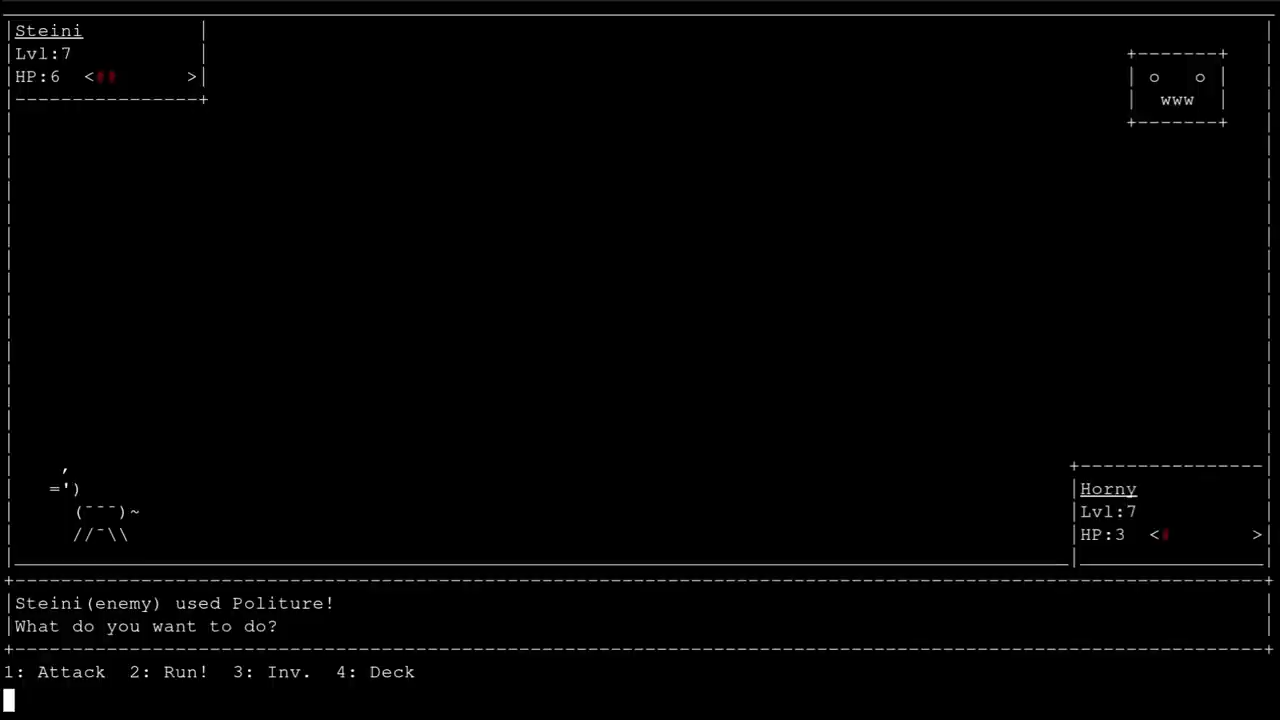 Steini
Lvl:7
HP:6 < >
o o
www
,
=')
(¯¯¯)~
//¯\\
Horny
Lvl:7
HP:3 < >
Steini(enemy) used Politure!
What do you want to do?
1: Attack 2: Run! 3: Inv. 4: Deck